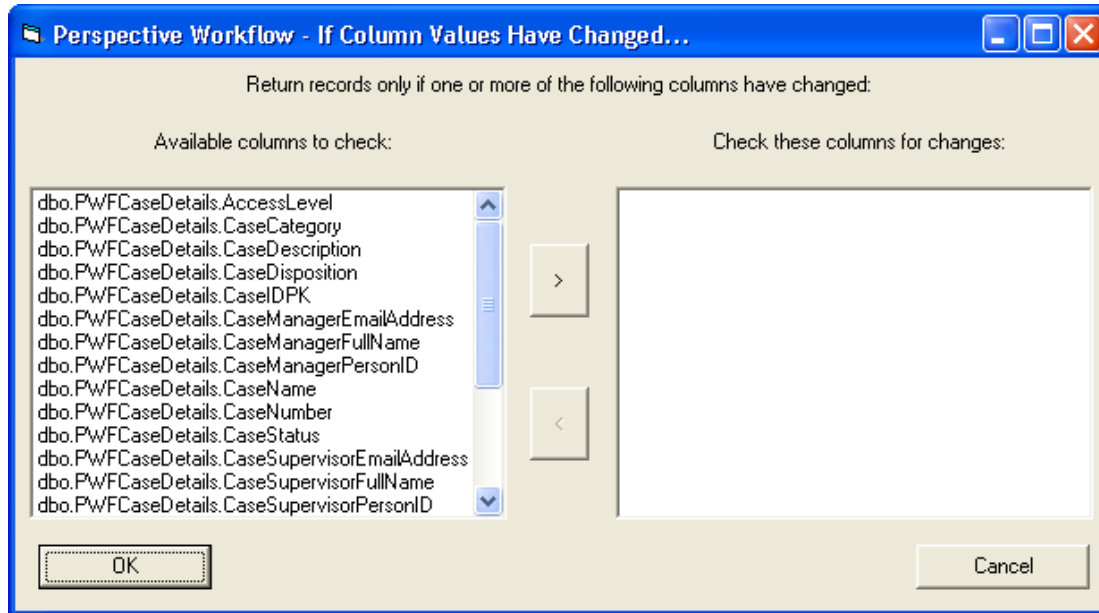 Perspective Workflow - If Column Values Have Changed...
Return records only if one or more of the following columns have changed:
Available columns to check:
Check these columns for changes:
dbo.PWFCaseDetails.AccessLevel
dbo.PWFCaseDetails.CaseCategory
dbo.PWFCaseDetails.CaseDescription
dbo.PWFCaseDetails.CaseDisposition
dbo.PWFCaseDetails.CaseIDPK
dbo.PWFCaseDetails.CaseManagerEmailAddress
dbo.PWFCaseDetails.CaseManagerFullName
dbo.PWFCaseDetails.CaseManagerPersonID
dbo.PWFCaseDetails.CaseName
dbo.PWFCaseDetails.CaseNumber
dbo.PWFCaseDetails.CaseStatus
dbo.PWFCaseDetails.CaseSupervisorEmailAddress
dbo.PWFCaseDetails.CaseSupervisorFullName
dbo.PWFCaseDetails.CaseSupervisorPersonID
>
<
OK
Cancel